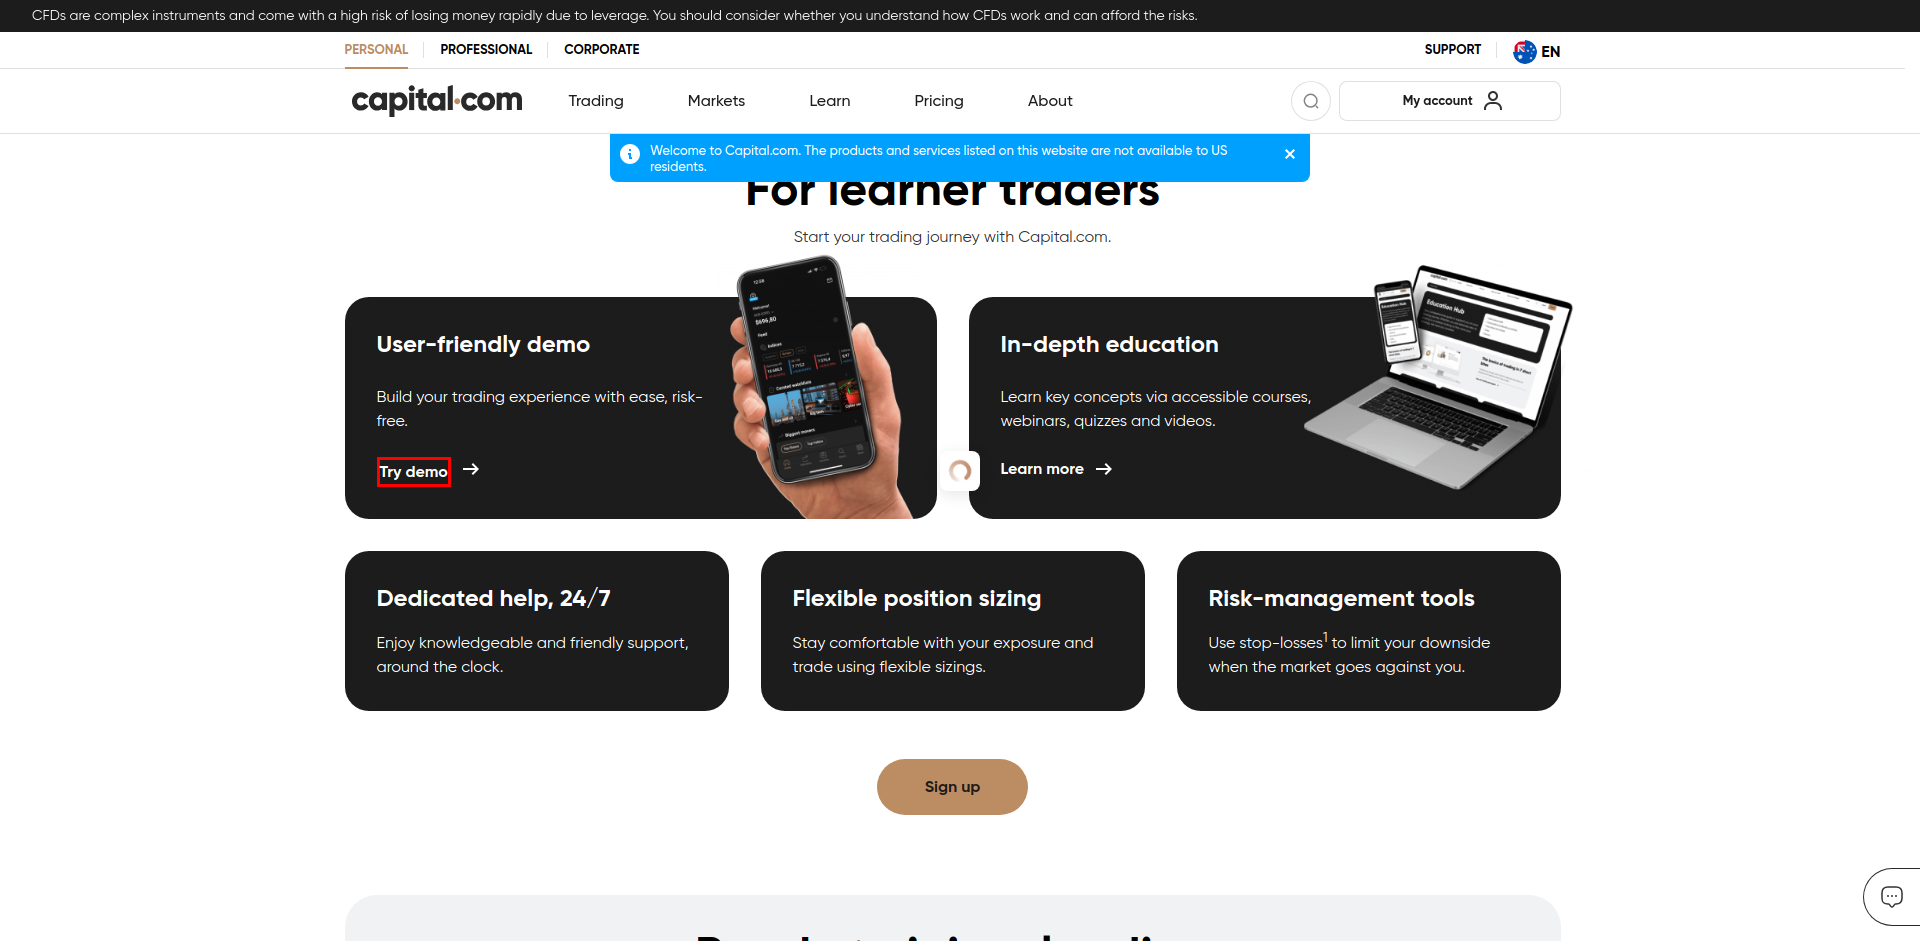 CFDs are complex instruments and come with a high risk of losing money rapidly due to leverage. You should consider whether you understand how CFDs work and can afford the risks.
PERSONAL PROFESSIONAL CORPORATE SUPPORT EN
capital.com Trading Markets Learn Pricing About My account
Welcome to Capital.com. The products and services listed on this website are not available to US
residents.
For learner traders
Start your trading journey with Capital.com.
User-friendly demo
Build your trading experience with ease, risk-
free.
Try demo
In-depth education
Learn key concepts via accessible courses,
webinars, quizzes and videos.
Learn more
Education Hub
Dedicated help, 24/7
Enjoy knowledgeable and friendly support,
around the clock.
Flexible position sizing
Stay comfortable with your exposure and
trade using flexible sizings.
Risk-management tools
Use stop-losses1 to limit your downside
when the market goes against you.
Sign up